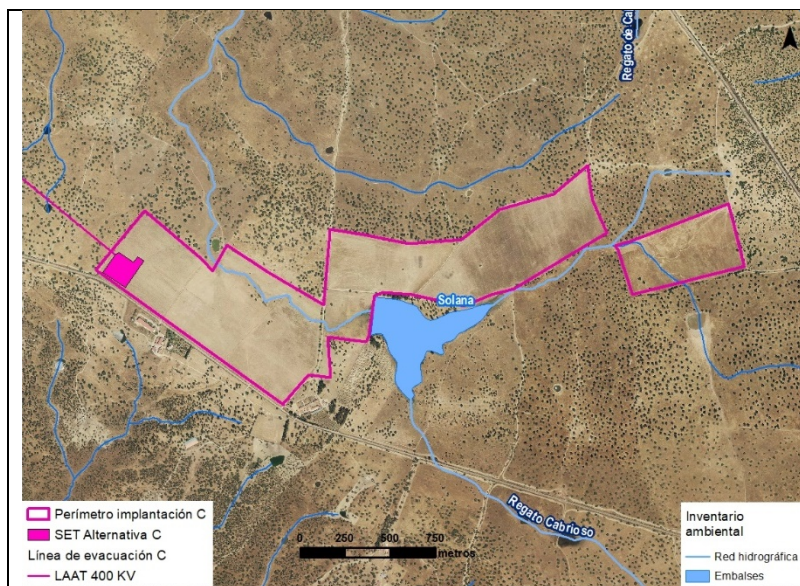 Regato de Ca
Solana
Regato Cabrioso
Perímetro implantación C
SET Alternativa C
Línea de evacuación C
LAAT 400 KV
0 250 500 750
metros
Inventario
ambiental
Red hidrográfica
Embalses